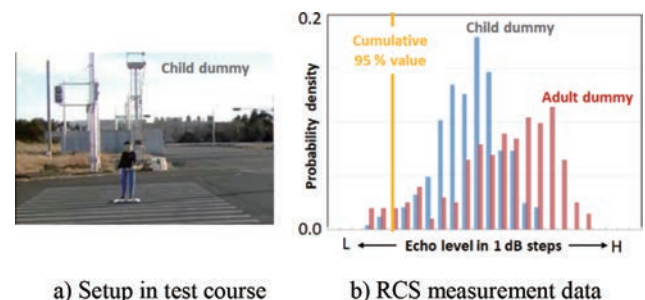 Child dummy
0.2
Cumulative
95 % value
Child dummy
Adult dummy
Probability density
0.0
L
Echo level in 1 dB steps
H
a) Setup in test course
b) RCS measurement data